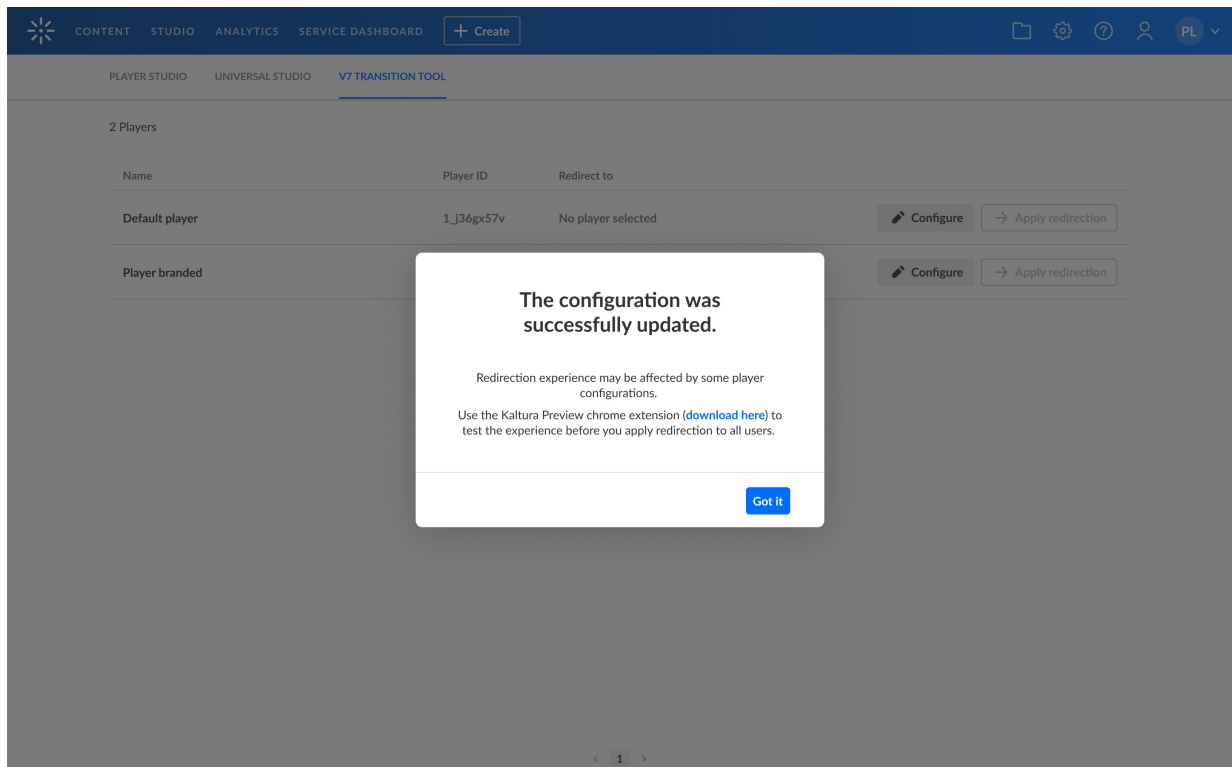 CONTENT STUDIO ANALYTICS SERVICE DASHBOARD + Create PL
PLAYER STUDIO UNIVERSAL STUDIO V7 TRANSITION TOOL
2 Players
Name Player ID Redirect to
Default player 1_j36gx57v No player selected Configure → Apply redirection
Player branded Configure → Apply redirection
The configuration was
successfully updated.
Redirection experience may be affected by some player
configurations.
Use the Kaltura Preview chrome extension (download here) to
test the experience before you apply redirection to all users.
Got it
< 1 >